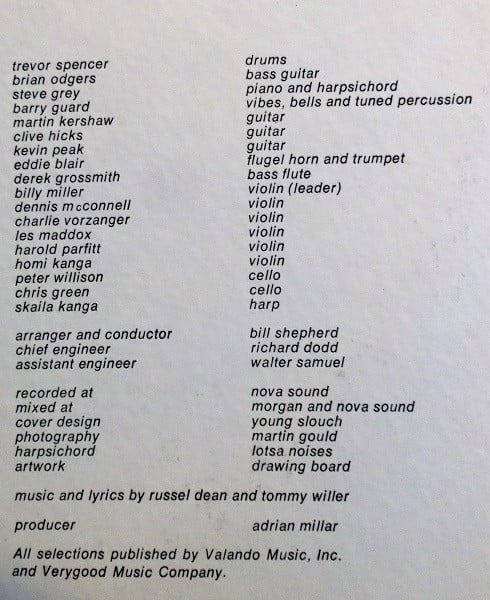 trevor spencer drums
brian odgers bass guitar
steve grey piano and harpsichord
barry guard vibes, bells and tuned percussion
martin kershaw guitar
clive hicks guitar
kevin peak guitar
eddie blair flugel horn and trumpet
derek grossmith bass flute
billy miller violin (leader)
dennis mcconnell violin
charlie vorzanger violin
les maddox violin
harold parfitt violin
homi kanga violin
peter willison cello
chris green cello
skaila kanga harp
arranger and conductor bill shepherd
chief engineer richard dodd
assistant engineer walter samuel
recorded at nova sound
mixed at morgan and nova sound
cover design young slouch
photography martin gould
harpsichord lotsa noises
artwork drawing board
music and lyrics by russel dean and tommy willer
producer adrian millar
All selections published by Valando Music, Inc.
and Verygood Music Company.